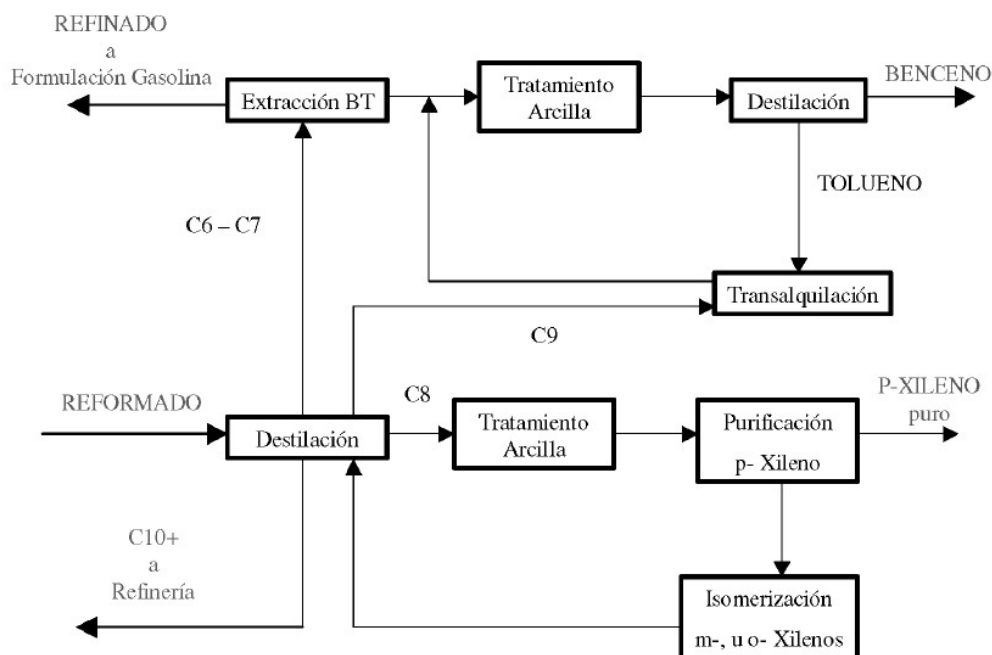 REFINADO
a
Formulación Gasolina
Extracción BT
Tratamiento
Arcilla
Destilación
BENCENO
TOLUENO
C6 – C7
Transalquilación
C9
REFORMADO
Destilación
C8
Tratamiento
Arcilla
Purificación
p- Xileno
P-XILENO
puro
C10+
a
Refinería
Isomerización
m-, u o- Xilenos